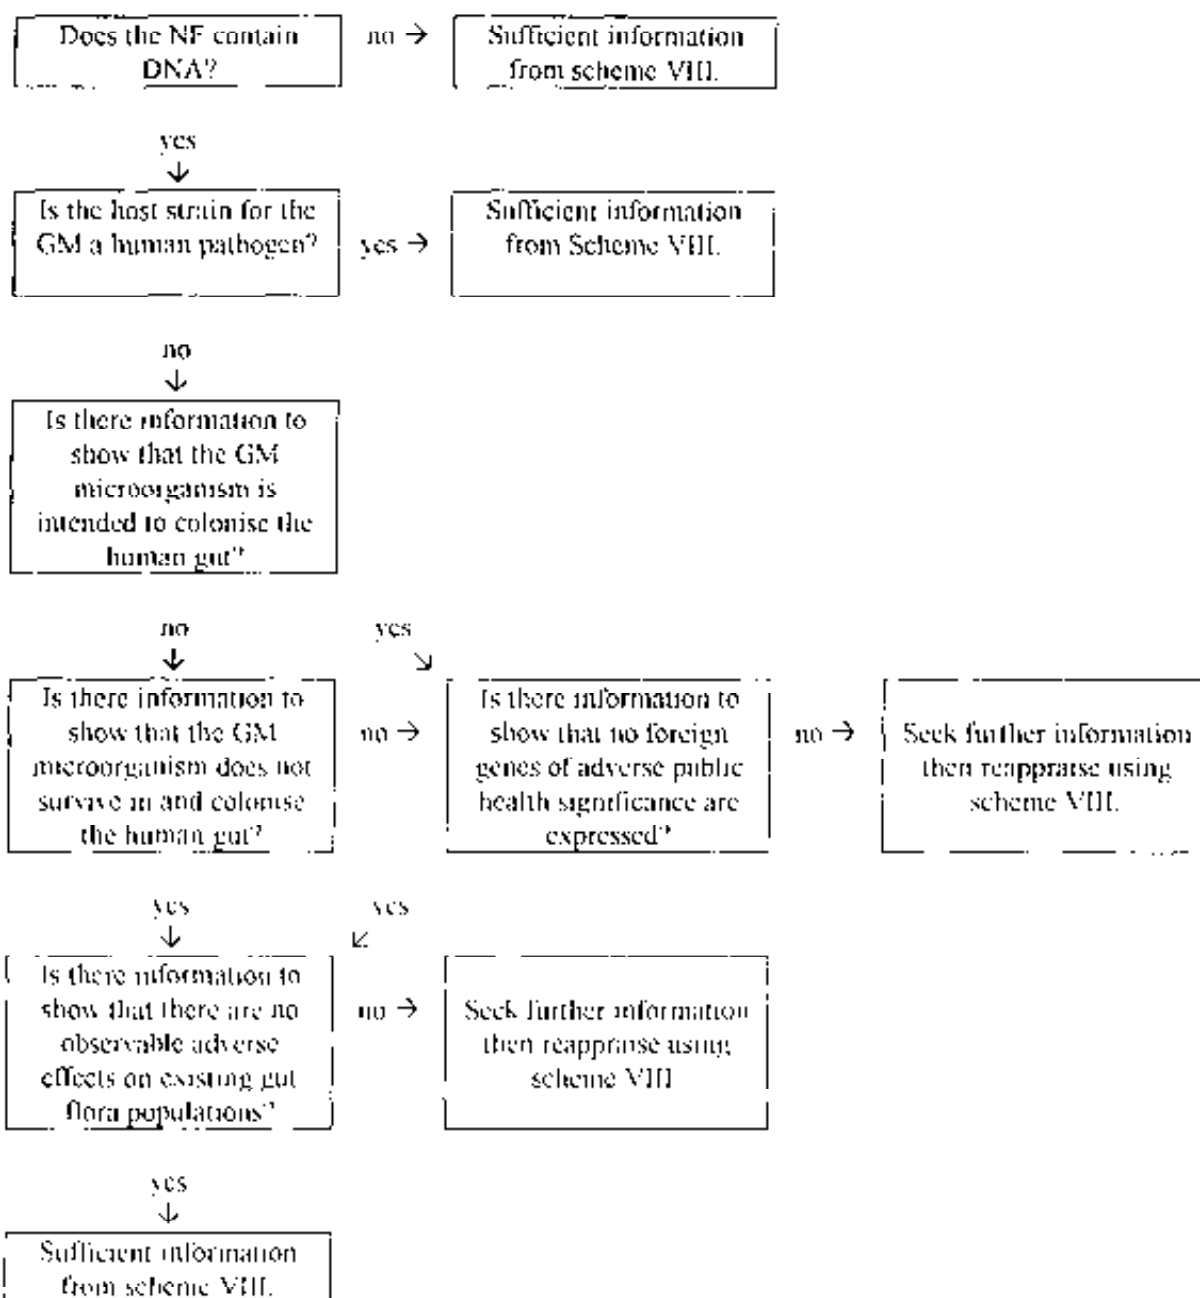 Does the NF contain
DNA?
no →
Sufficient information
from scheme VIII.
yes
↓
Is the host strain for the
GM a human pathogen?
yes →
Sufficient information
from Scheme VIII.
no
↓
Is there information to
show that the GM
microorganism is
intended to colonise the
human gut?
no
↓
yes
↘
Is there information to
show that the GM
microorganism does not
survive in and colonise
the human gut?
no →
Is there information to
show that no foreign
genes of adverse public
health significance are
expressed?
no →
Seek further information
then reappraise using
scheme VIII.
yes
↓
yes
↙
Is there information to
show that there are no
observable adverse
effects on existing gut
flora populations?
no →
Seek further information
then reappraise using
scheme VIII
yes
↓
Sufficient information
from scheme VIII.